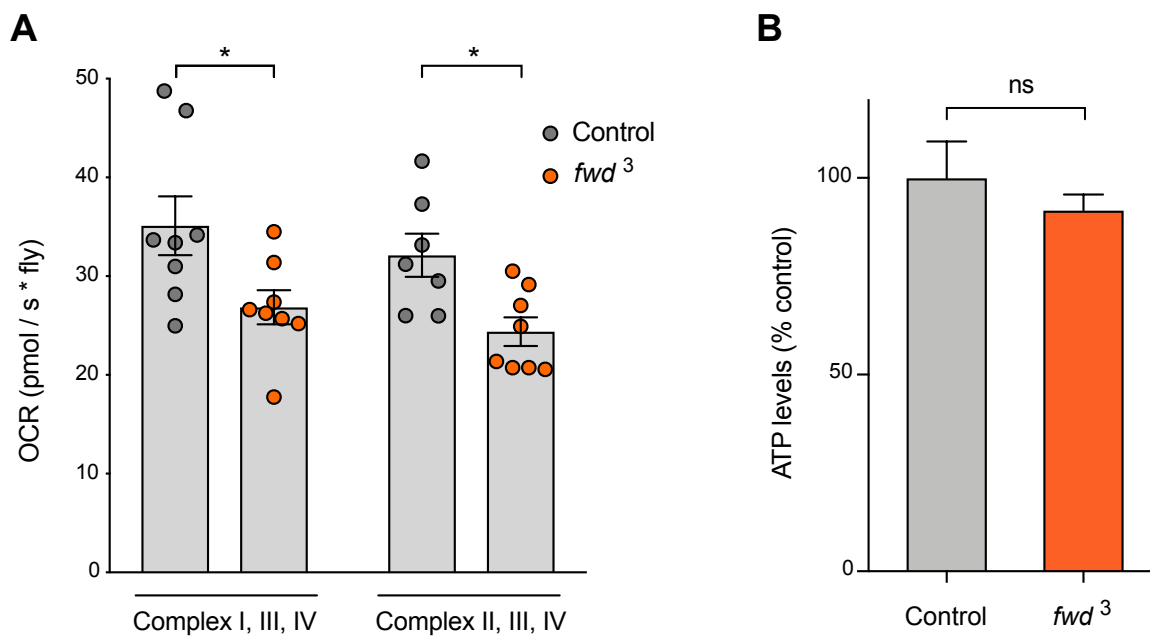 A
*
*
50
40
30
20
10
0
OCR (pmol / s * fly)
Control
fwd 3
Complex I, III, IV
Complex II, III, IV
B
ns
100
50
0
ATP levels (% control)
Control
fwd 3